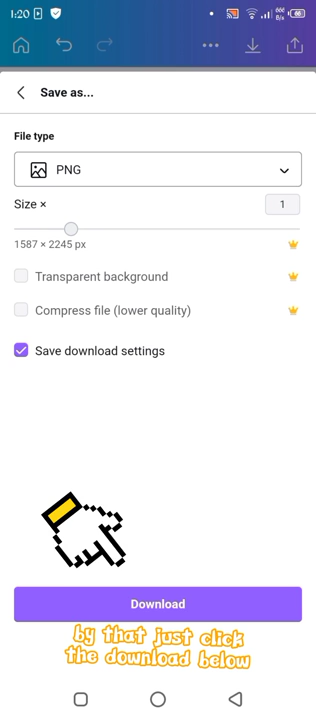 1:20
Save as...
File type
PNG
Size ×
1
1587 × 2245 px
Transparent background
Compress file (lower quality)
Save download settings
Download
by that just click
the download below